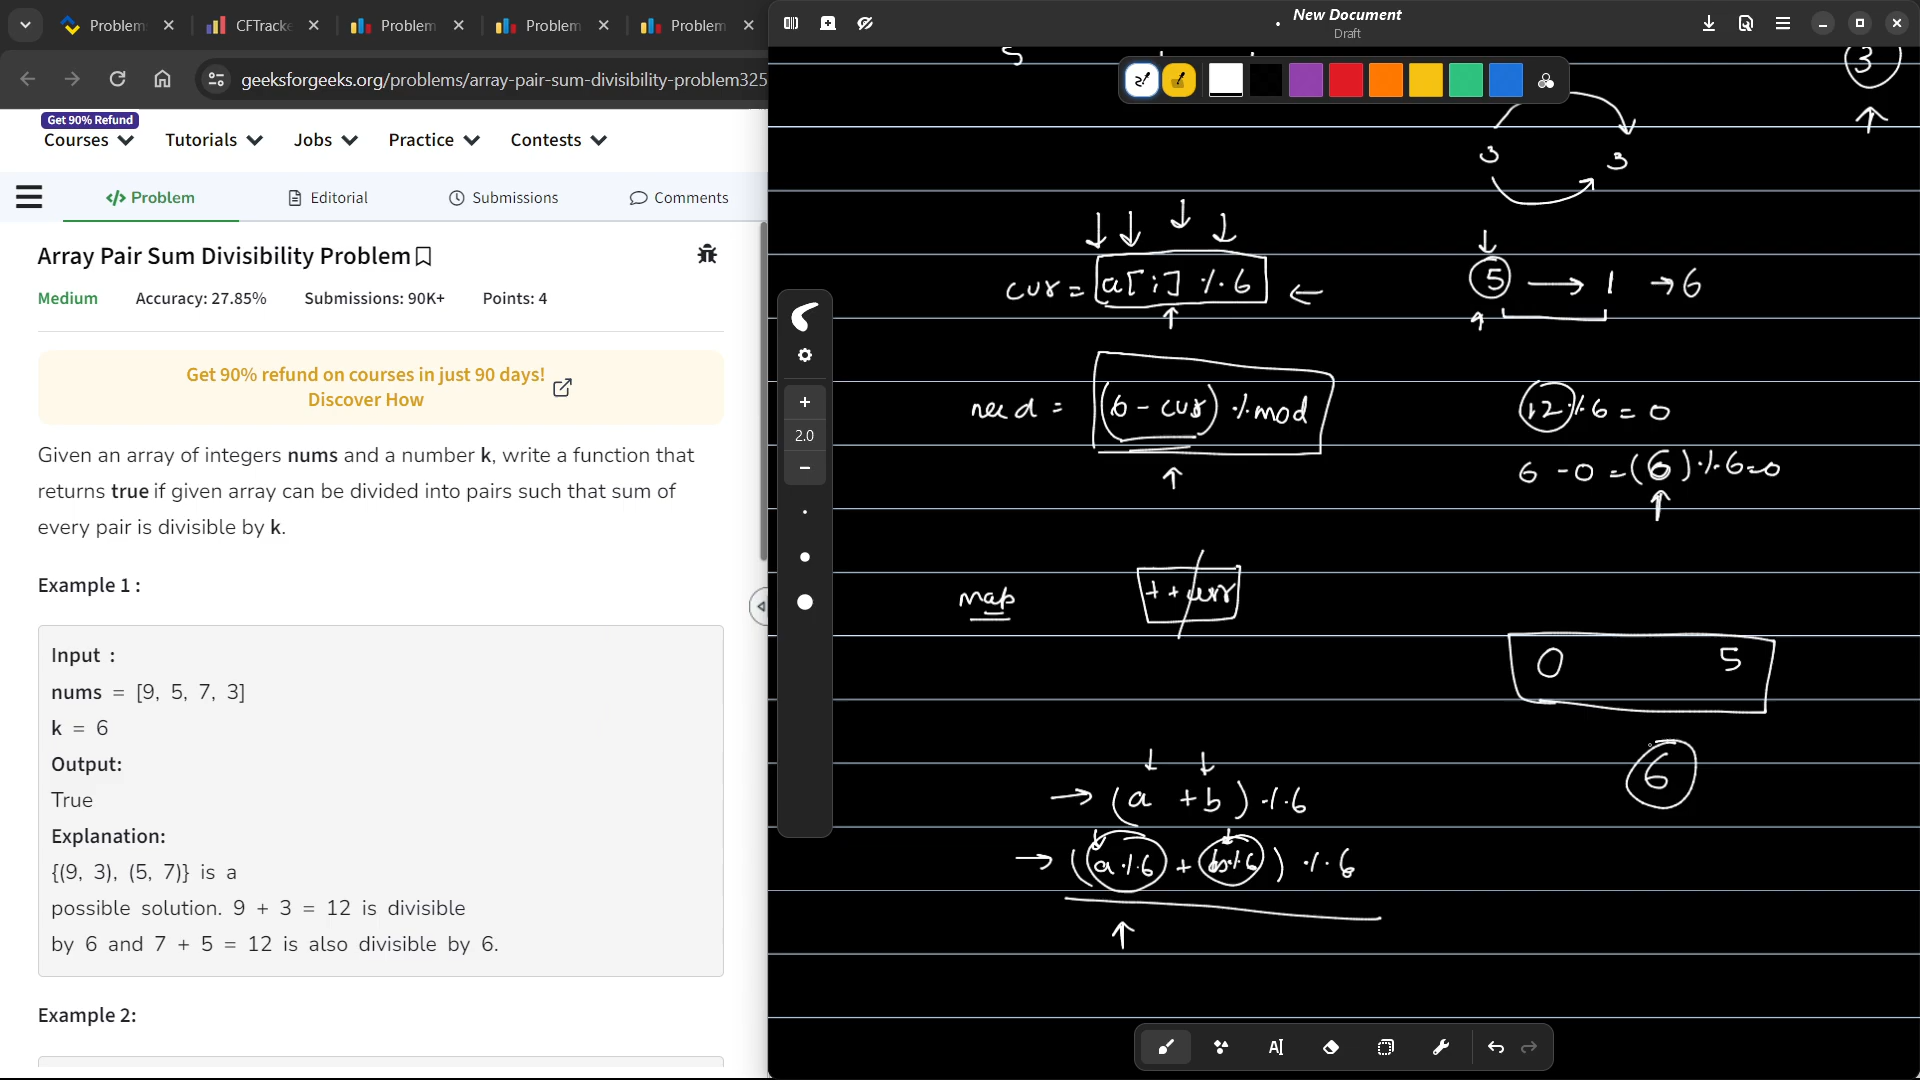 Problem
CFTracke
Problem
Problem
Problem
geeksforgeeks.org/problems/array-pair-sum-divisibility-problem325
Get 90% Refund
Courses
Tutorials
Jobs
Practice
Contests
</> Problem
Editorial
Submissions
Comments
Array Pair Sum Divisibility Problem
Medium
Accuracy: 27.85%
Submissions: 90K+
Points: 4
Get 90% refund on courses in just 90 days!
Discover How
Given an array of integers nums and a number k, write a function that
returns true if given array can be divided into pairs such that sum of
every pair is divisible by k.
Example 1 :
Input :
nums = [9, 5, 7, 3]
k = 6
Output:
True
Explanation:
{(9, 3), (5, 7)} is a
possible solution. 9 + 3 = 12 is divisible
by 6 and 7 + 5 = 12 is also divisible by 6.
Example 2:
New Document
Draft
2.0
3
3 3
cur = a[i] % 6 ←
5 → 1 → 6
need = (6 - cur) % mod
12 % 6 = 0
6 - 0 = (6) % 6 = 0
map
++curr
0 5
6
→ (a + b) % 6
→ (a % 6 + b % 6) % 6